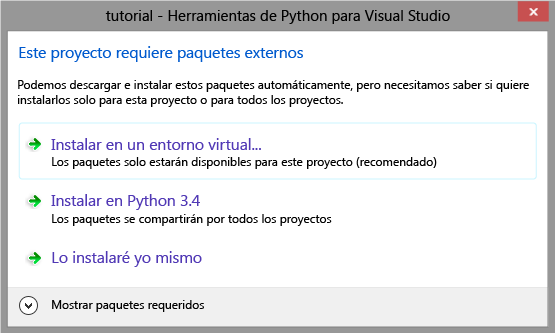 tutorial - Herramientas de Python para Visual Studio
Este proyecto requiere paquetes externos
Podemos descargar e instalar estos paquetes automáticamente, pero necesitamos saber si quiere
instalarlos solo para esta proyecto o para todos los proyectos.
Instalar en un entorno virtual...
Los paquetes solo estarán disponibles para este proyecto (recomendado)
Instalar en Python 3.4
Los paquetes se compartirán por todos los proyectos
Lo instalaré yo mismo
Mostrar paquetes requeridos